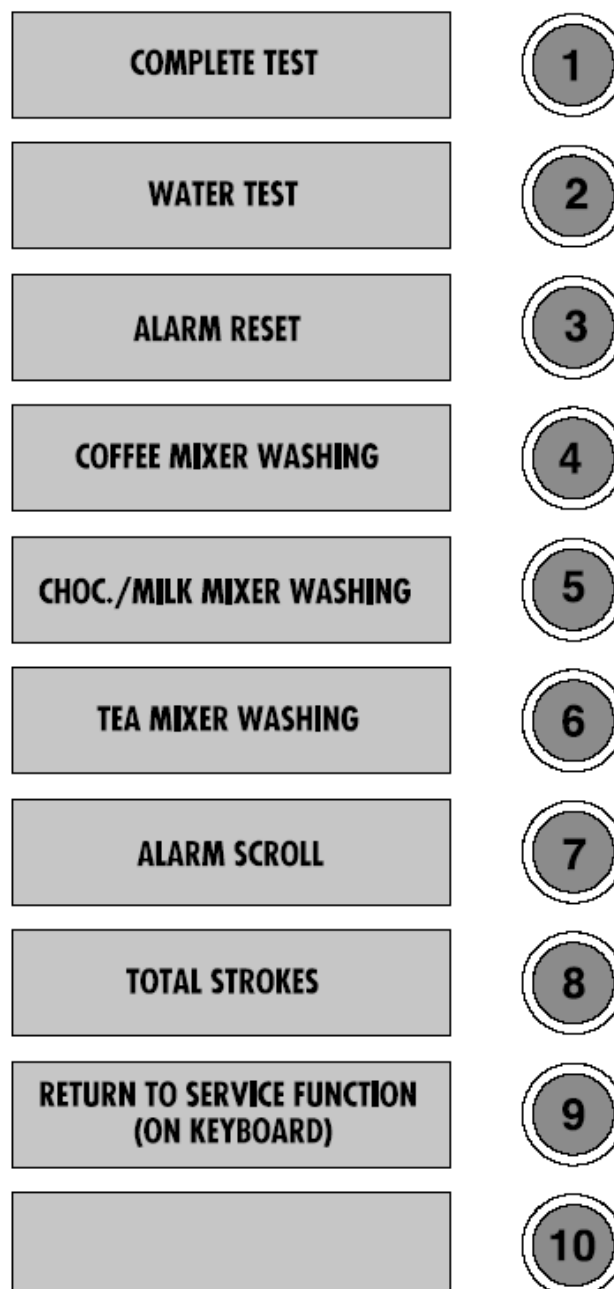 COMPLETE TEST 1
WATER TEST 2
ALARM RESET 3
COFFEE MIXER WASHING 4
CHOC./MILK MIXER WASHING 5
TEA MIXER WASHING 6
ALARM SCROLL 7
TOTAL STROKES 8
RETURN TO SERVICE FUNCTION
(ON KEYBOARD) 9
10